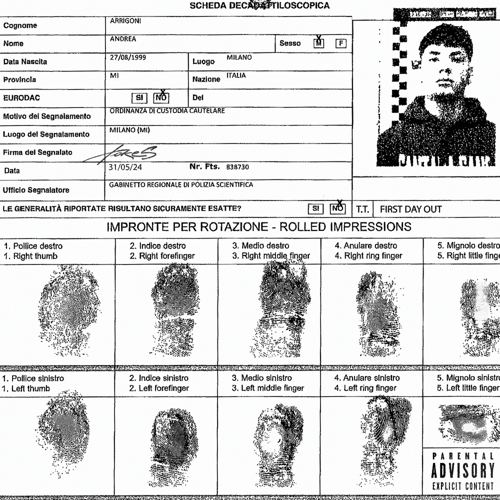 SCHEDA DECADATTILOSCOPICA
Cognome ARRIGONI
Nome ANDREA Sesso M F
Data Nascita 27/08/1999 Luogo MILANO
Provincia MI Nazione ITALIA
EURODAC SI NO Del
Motivo del Segnalamento ORDINANZA DI CUSTODIA CAUTELARE
Luogo del Segnalamento MILANO (MI)
Firma del Segnalato
Data 31/05/24 Nr. Fts. 838730
Ufficio Segnalatore GABINETTO REGIONALE DI POLIZIA SCIENTIFICA
LE GENERALITÀ RIPORTATE RISULTANO SICURAMENTE ESATTE? SI NO T.T. FIRST DAY OUT
IMPRONTE PER ROTAZIONE - ROLLED IMPRESSIONS
1. Pollice destro 2. Indice destro 3. Medio destro 4. Anulare destro 5. Mignolo destro
1. Right thumb 2. Right forefinger 3. Right middle finger 4. Right ring finger 5. Right little finger
1. Pollice sinistro 2. Indice sinistro 3. Medio sinistro 4. Anulare sinistro 5. Mignolo sinistro
1. Left thumb 2. Left forefinger 3. Left middle finger 4. Left ring finger 5. Left little finger
PARENTAL
ADVISORY
EXPLICIT CONTENT